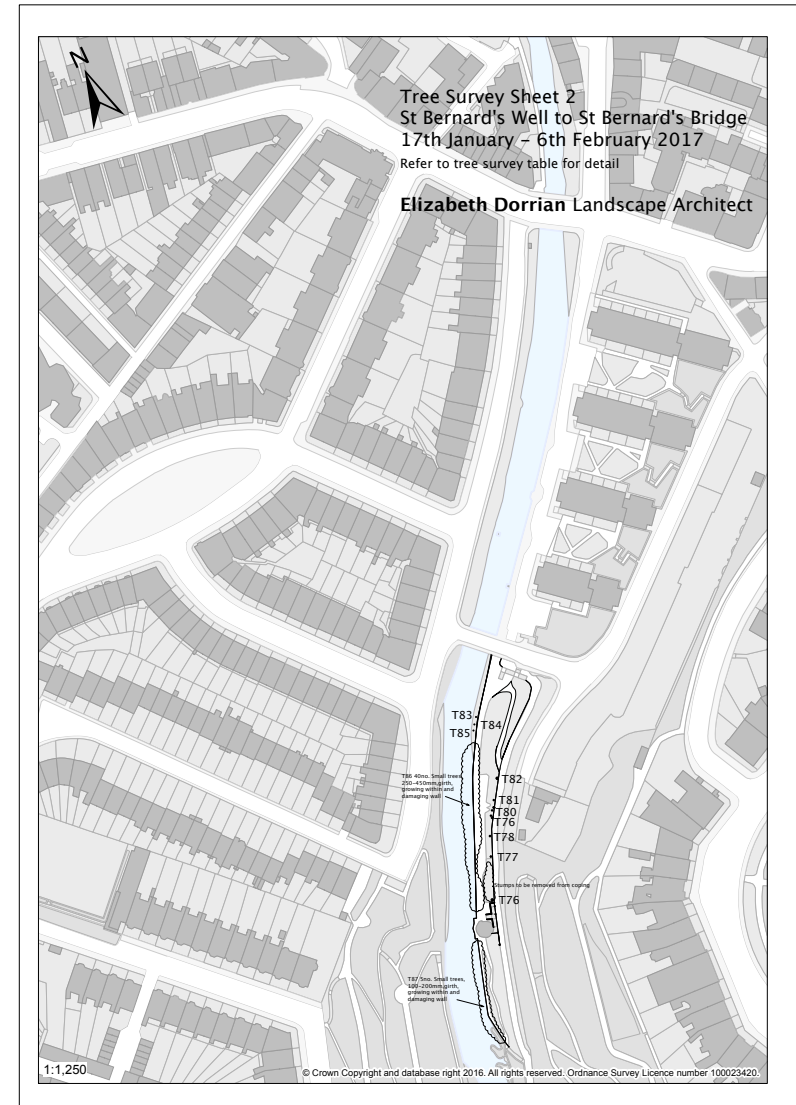 N
Tree Survey Sheet 2
St Bernard's Well to St Bernard's Bridge
17th January – 6th February 2017
Refer to tree survey table for detail
Elizabeth Dorrian Landscape Architect
T83
T84
T85
T86 40no. Small trees,
250-450mm,girth,
growing within and
damaging wall
T82
T81
T80
T76
T78
T77
Stumps to be removed from coping
T76
T87 5no. Small trees,
100-200mm,girth,
growing within and
damaging wall
1:1,250
© Crown Copyright and database right 2016. All rights reserved. Ordnance Survey Licence number 100023420.